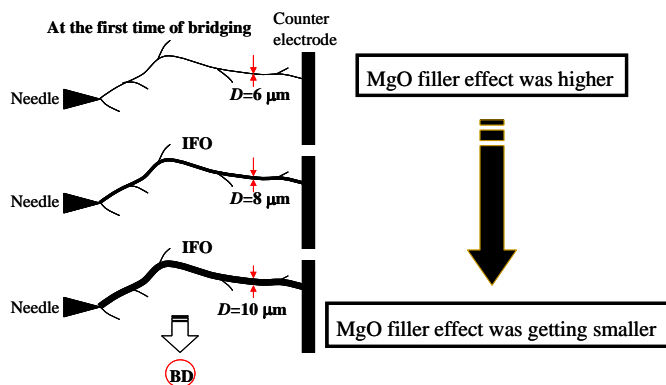 At the first time of bridging
Counter
electrode
MgO filler effect was higher
Needle
D=6 μm
IFO
Needle
D=8 μm
IFO
Needle
D=10 μm
MgO filler effect was getting smaller
BD